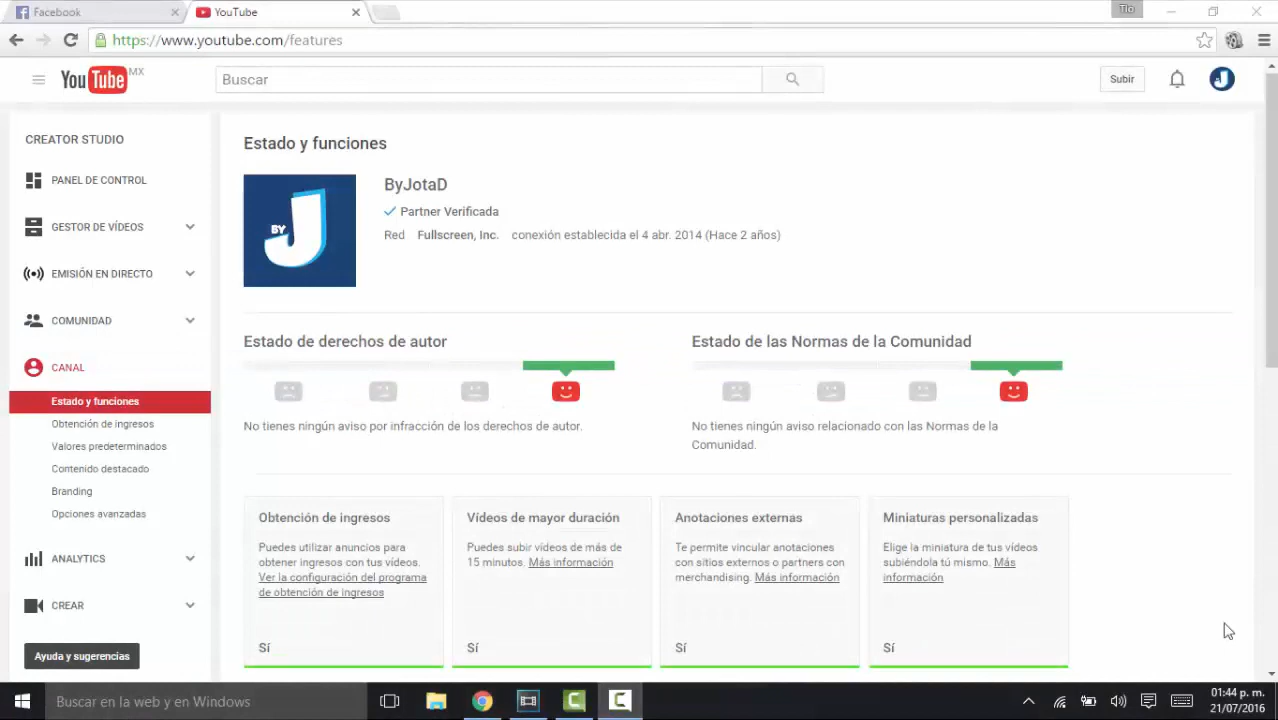 Facebook
YouTube
Tío
https://www.youtube.com/features
YouTube MX
Buscar
Subir
CREATOR STUDIO
PANEL DE CONTROL
GESTOR DE VÍDEOS
EMISIÓN EN DIRECTO
COMUNIDAD
CANAL
Estado y funciones
Obtención de ingresos
Valores predeterminados
Contenido destacado
Branding
Opciones avanzadas
ANALYTICS
CREAR
Ayuda y sugerencias
Estado y funciones
BY J
ByJotaD
Partner Verificada
Red Fullscreen, Inc. conexión establecida el 4 abr. 2014 (Hace 2 años)
Estado de derechos de autor
No tienes ningún aviso por infracción de los derechos de autor.
Estado de las Normas de la Comunidad
No tienes ningún aviso relacionado con las Normas de la
Comunidad.
Obtención de ingresos
Puedes utilizar anuncios para
obtener ingresos con tus vídeos.
Ver la configuración del programa
de obtención de ingresos
Sí
Vídeos de mayor duración
Puedes subir vídeos de más de
15 minutos. Más información
Sí
Anotaciones externas
Te permite vincular anotaciones
con sitios externos o partners con
merchandising. Más información
Sí
Miniaturas personalizadas
Elige la miniatura de tus vídeos
subiéndola tú mismo. Más
información
Sí
Buscar en la web y en Windows
01:44 p. m.
21/07/2016